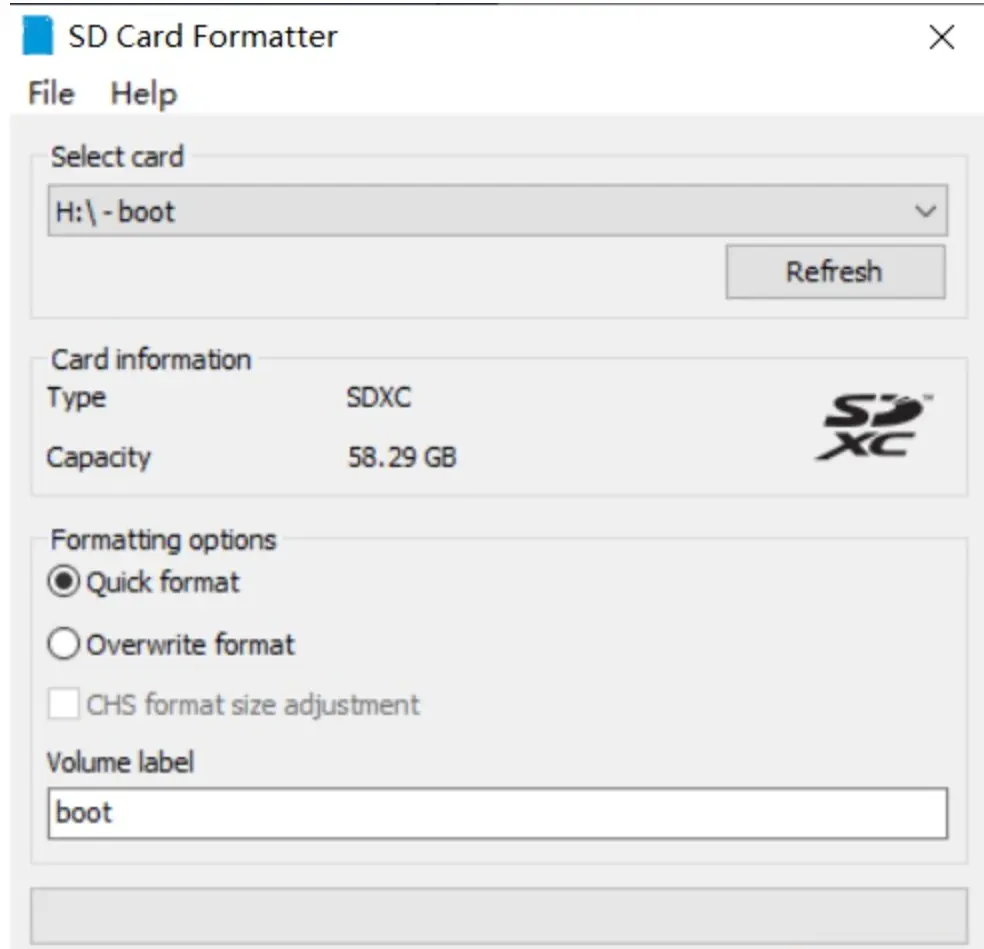 SD Card Formatter
File Help
Select card
H:\ - boot
Refresh
Card information
Type SDXC
SD XC™
Capacity 58.29 GB
Formatting options
Quick format
Overwrite format
CHS format size adjustment
Volume label
boot